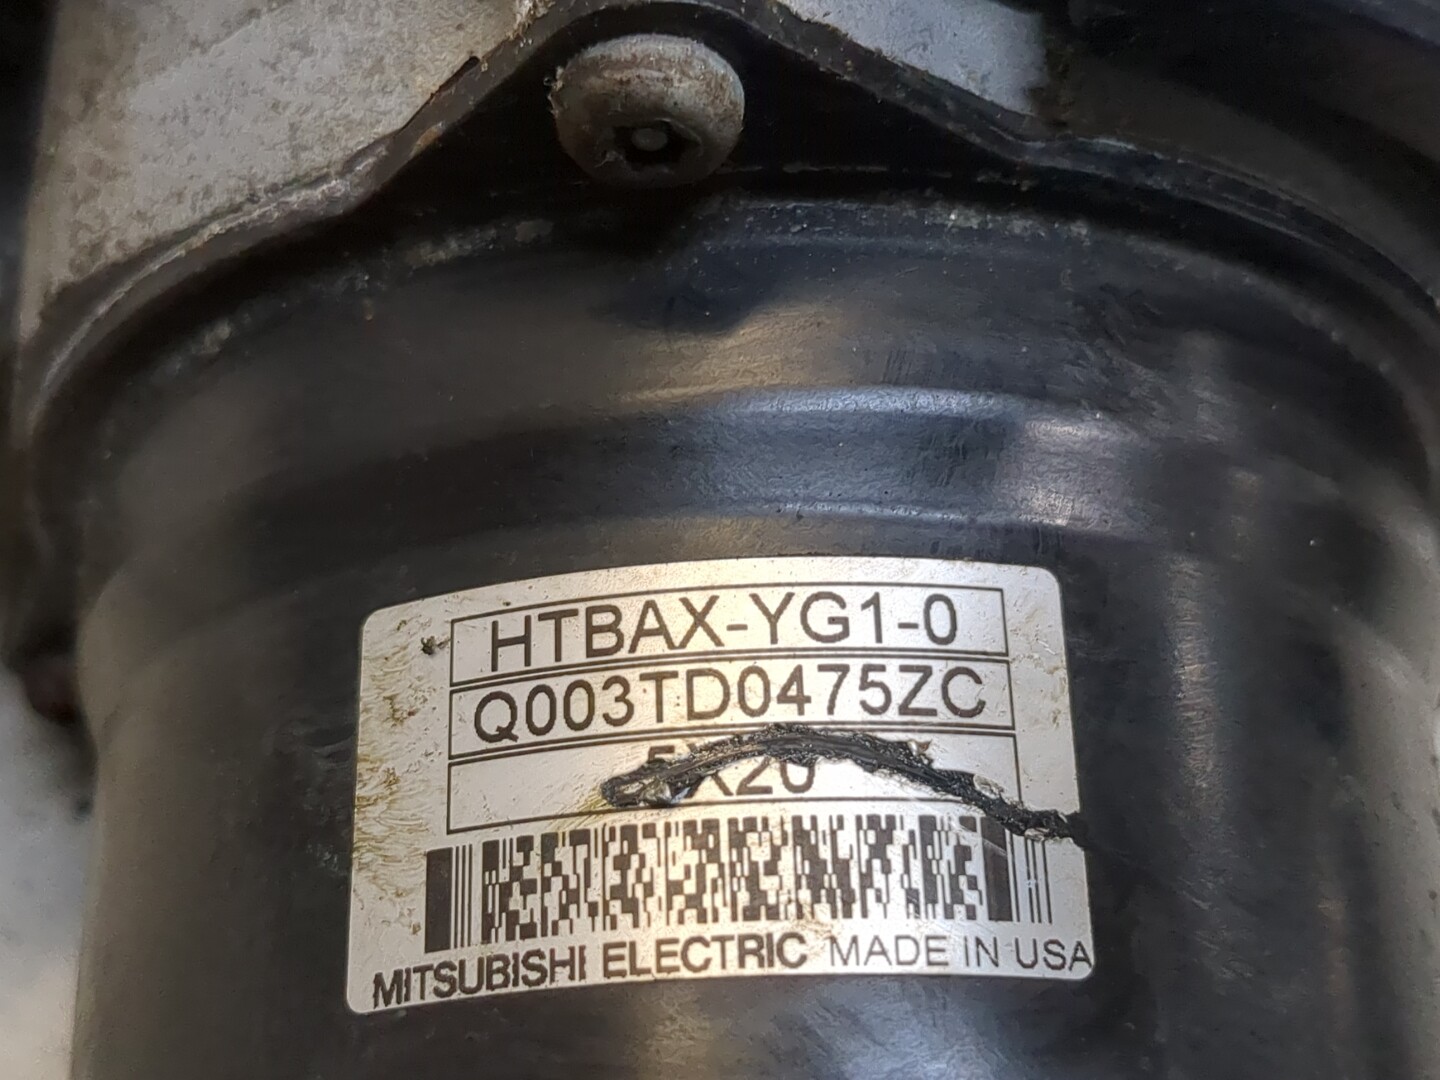 HTBAX-YG1-0
Q003TD0475ZC
MITSUBISHI ELECTRIC MADE IN USA